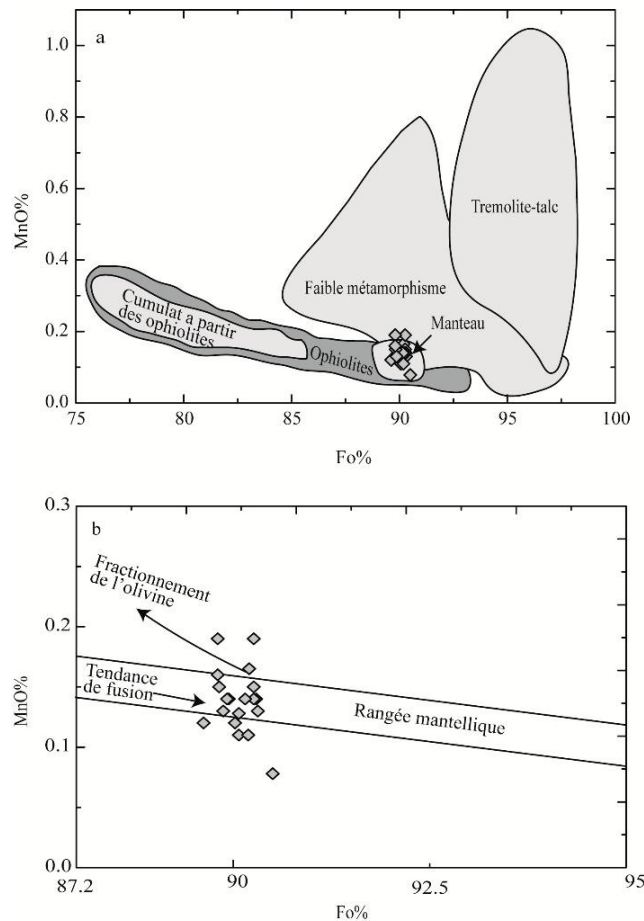 a
1.0
0.8
0.6
0.4
0.2
0.0
MnO%
Tremolite-talc
Faible métamorphisme
Manteau
Cumulat a partir
des ophiolites
Ophiolites
75
80
85
90
95
100
Fo%
b
0.3
0.2
0.1
0.0
MnO%
Fractionnement
de l'olivine
Tendance
de fusion
Rangée mantellique
87.2
90
92.5
95
Fo%